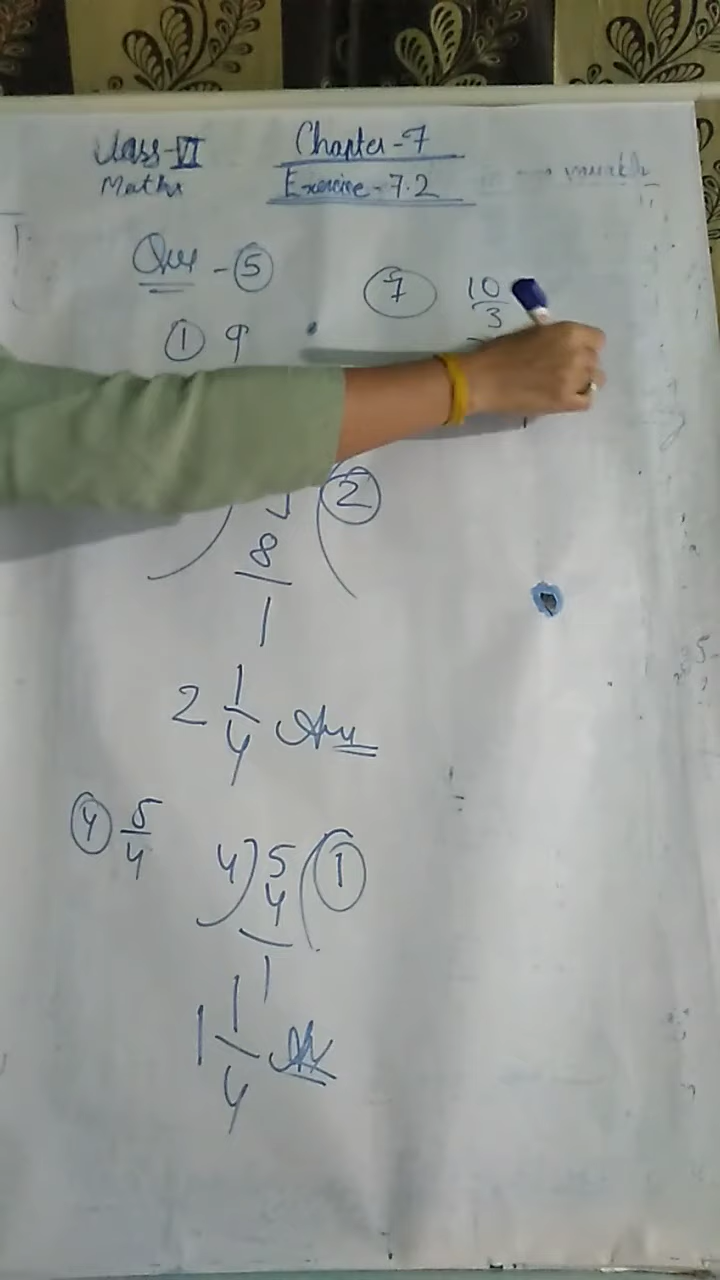 Class-VI Chapter-7
Maths Exercise-7.2
Ques - 5
① 9
8
1
2
2 1/4 Ans
④ 5/4
4) 5 ( 1
4
1
1 1/4 Ans
⑦ 10/3